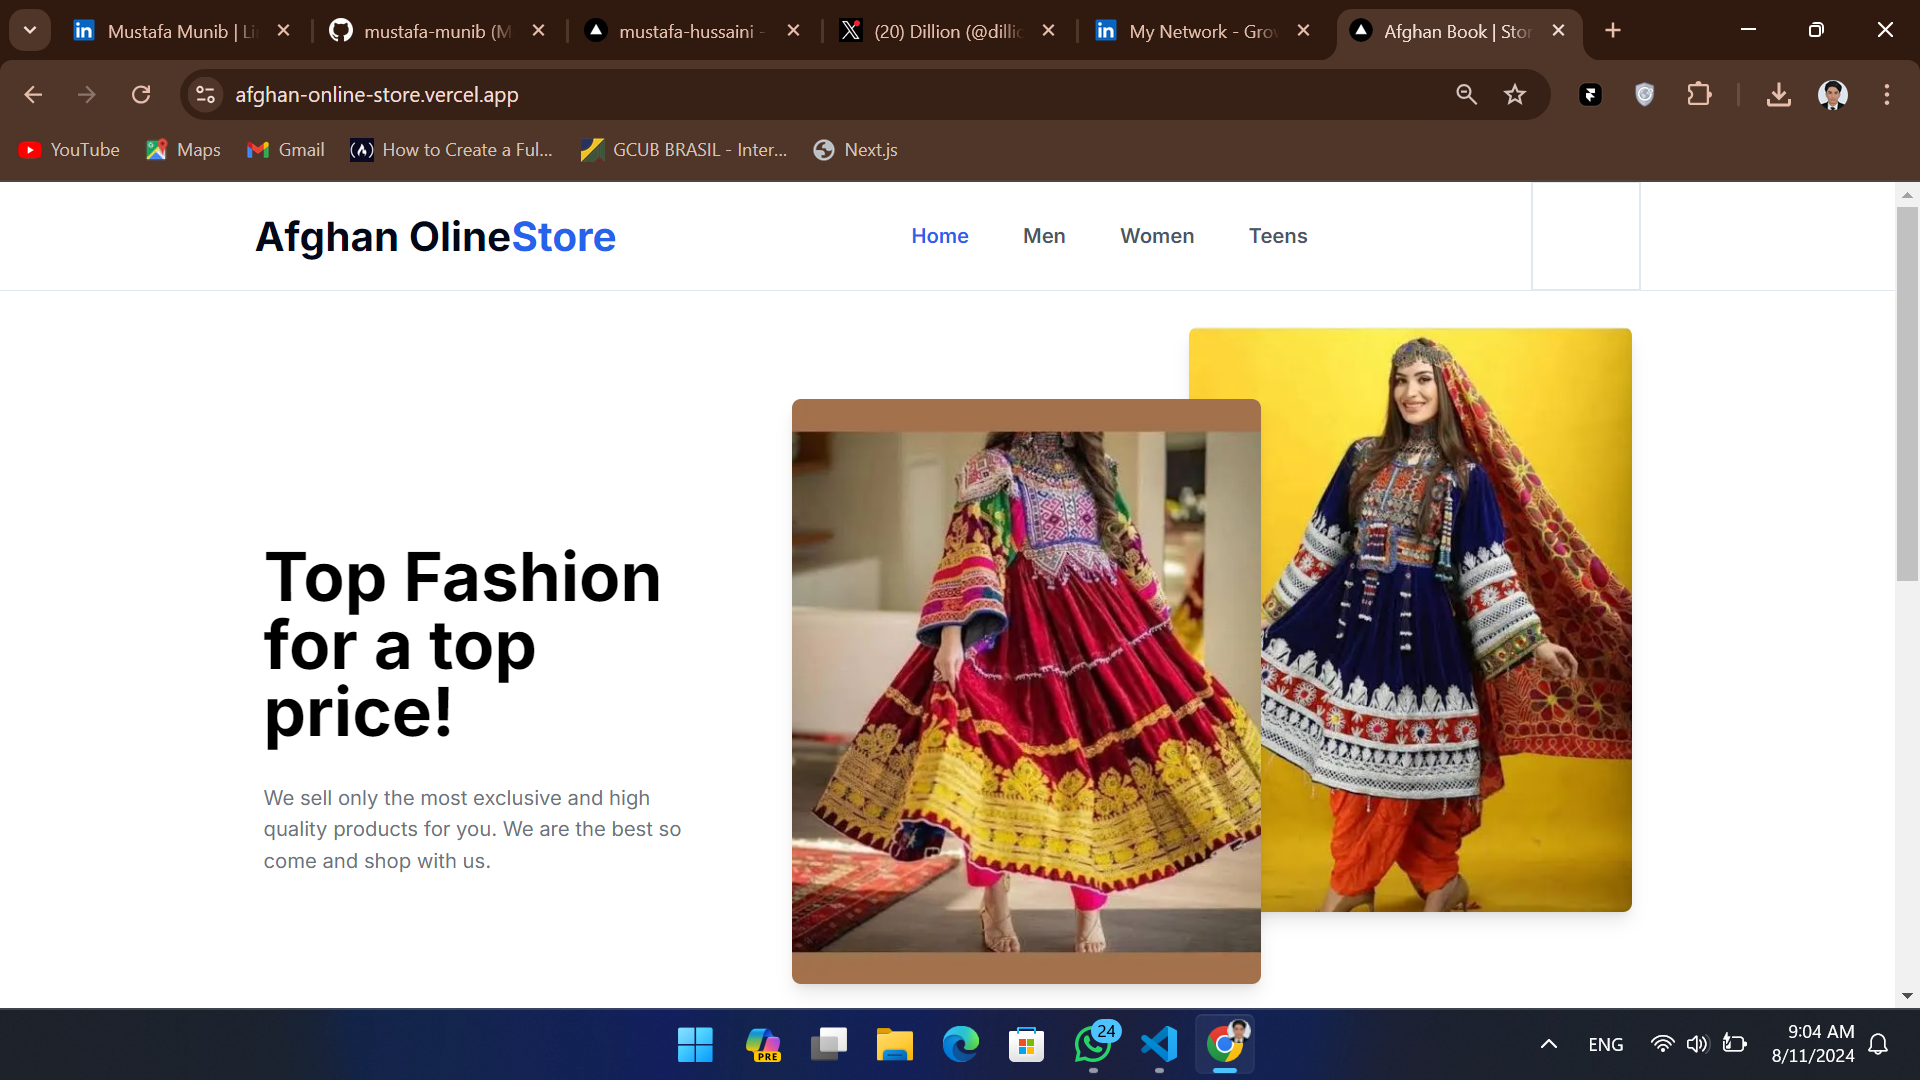 Mustafa Munib | Li
mustafa-munib (M
mustafa-hussaini -
(20) Dillion (@dillic
My Network - Grov
Afghan Book | Stor
afghan-online-store.vercel.app
YouTube
Maps
Gmail
How to Create a Ful...
GCUB BRASIL - Inter...
Next.js
Afghan OlineStore
Home
Men
Women
Teens
Top Fashion
for a top
price!
We sell only the most exclusive and high
quality products for you. We are the best so
come and shop with us.
PRE
24
ENG
9:04 AM
8/11/2024